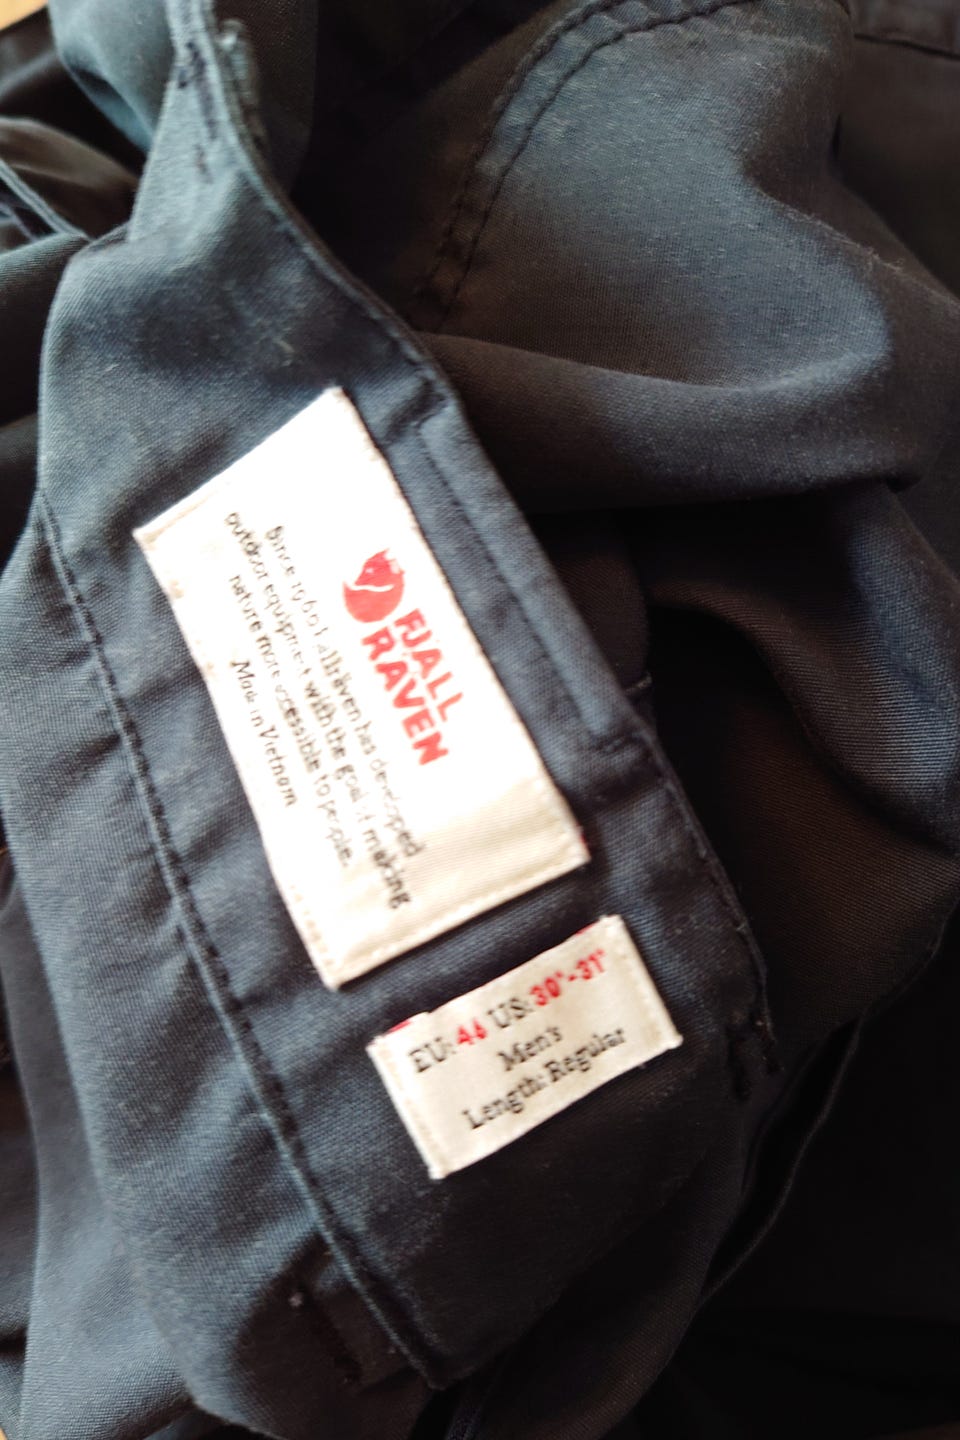 FJALL
RAVEN
Since 1960 Fjällräven has developed
outdoor equipment with the goal of making
nature more accessible to people.
Made in Vietnam
EU: 46 US: 30"-31"
Men's
Length: Regular